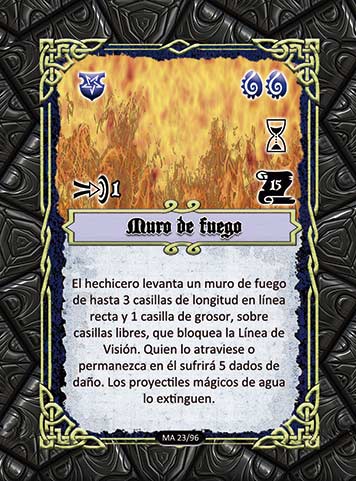 1
15
Muro de fuego
El hechicero levanta un muro de fuego
de hasta 3 casillas de longitud en línea
recta y 1 casilla de grosor, sobre
casillas libres, que bloquea la Línea de
Visión. Quien lo atraviese o
permanezca en él sufrirá 5 dados de
daño. Los proyectiles mágicos de agua
lo extinguen.
MA 23/96